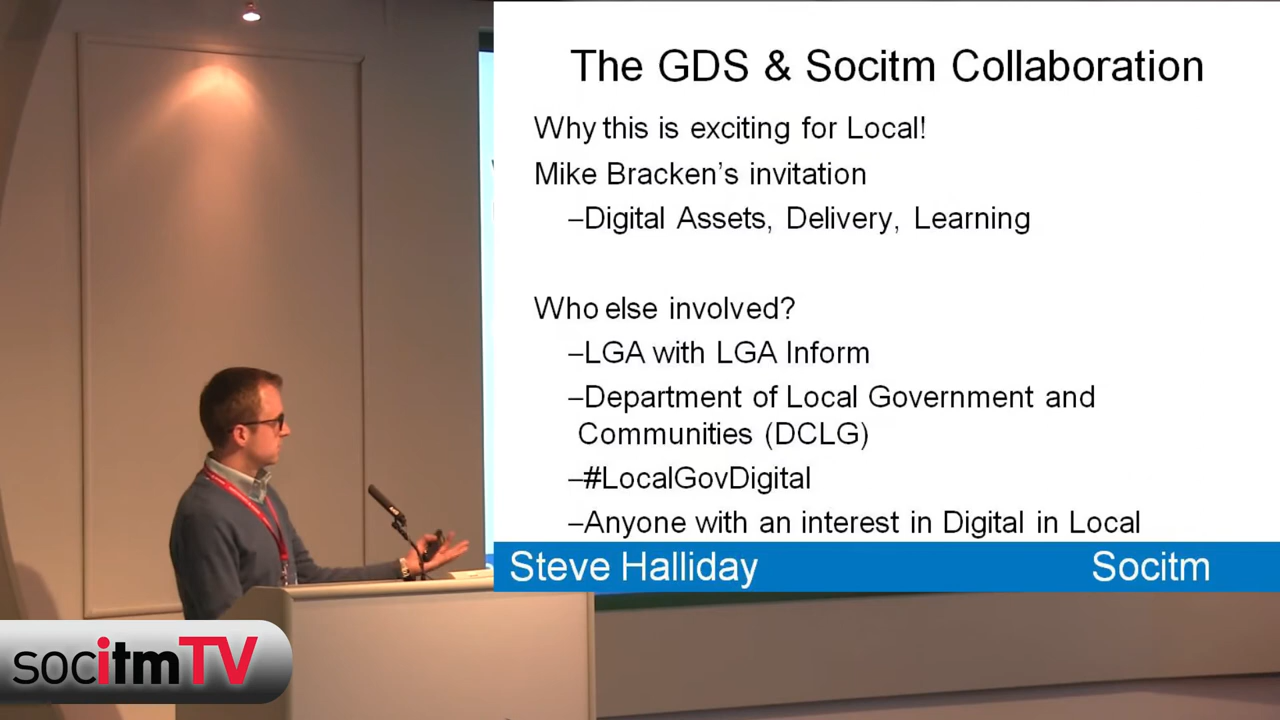 The GDS & Socitm Collaboration
Why this is exciting for Local!
Mike Bracken's invitation
–Digital Assets, Delivery, Learning
Who else involved?
–LGA with LGA Inform
–Department of Local Government and
Communities (DCLG)
–#LocalGovDigital
–Anyone with an interest in Digital in Local
Steve Halliday Socitm
socitmTV